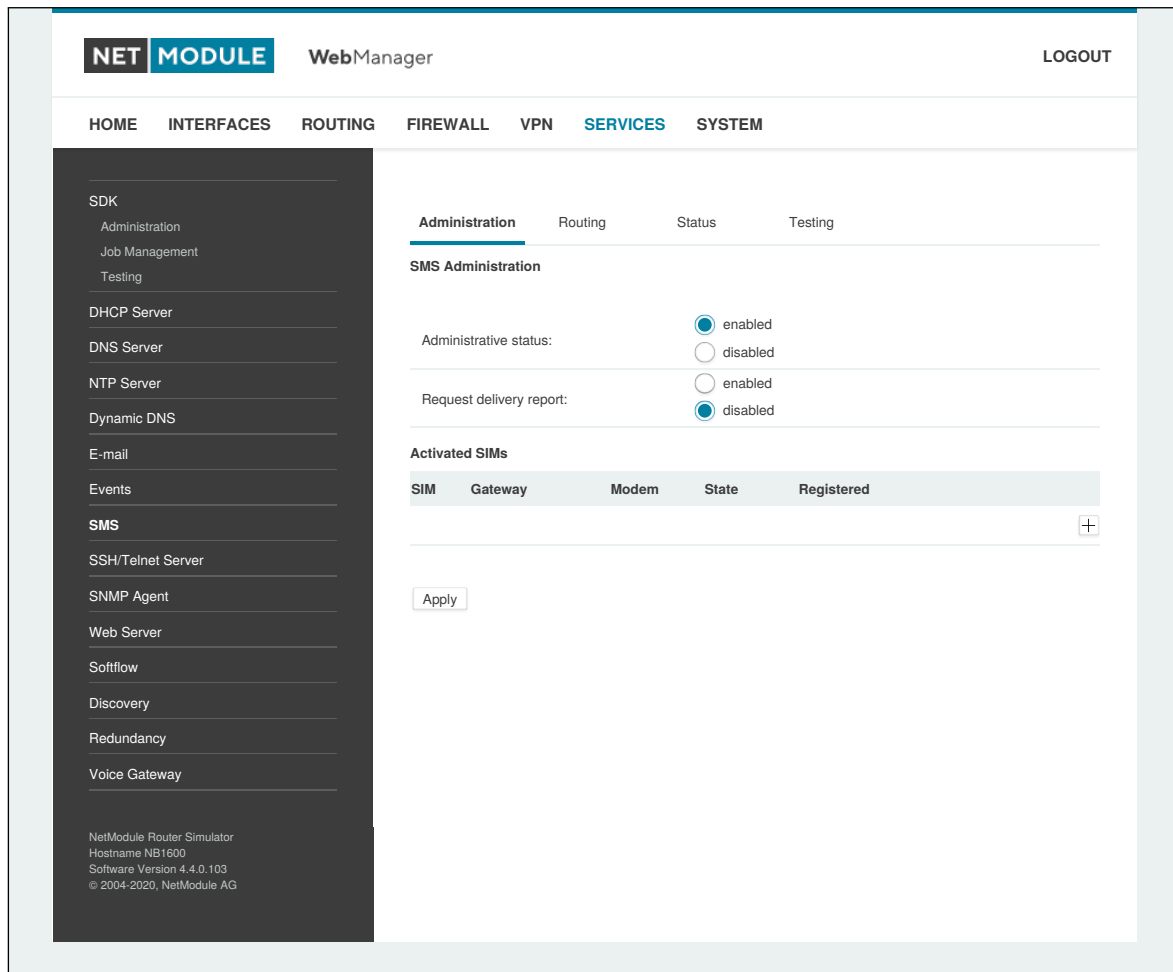 NET MODULE WebManager LOGOUT
HOME INTERFACES ROUTING FIREWALL VPN SERVICES SYSTEM
SDK
Administration
Job Management
Testing
DHCP Server
DNS Server
NTP Server
Dynamic DNS
E-mail
Events
SMS
SSH/Telnet Server
SNMP Agent
Web Server
Softflow
Discovery
Redundancy
Voice Gateway
NetModule Router Simulator
Hostname NB1600
Software Version 4.4.0.103
© 2004-2020, NetModule AG
Administration Routing Status Testing
SMS Administration
Administrative status:
enabled
disabled
Request delivery report:
enabled
disabled
Activated SIMs
SIM Gateway Modem State Registered
Apply